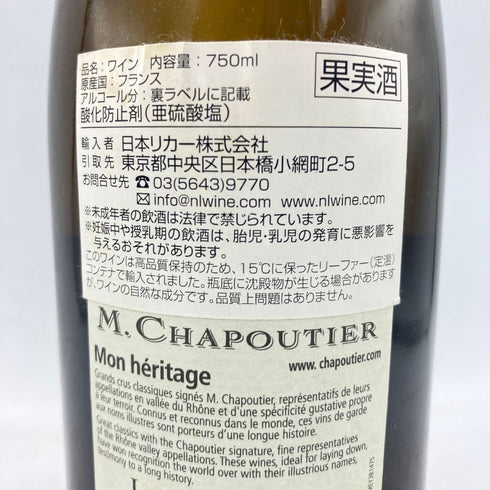 品名：ワイン 内容量：750ml
原産国：フランス
アルコール分：裏ラベルに記載
酸化防止剤（亜硫酸塩）
果実酒
輸入者 日本リカー株式会社
引取先 東京都中央区日本橋小網町2-5
お問合せ先 ☎03(5643)9770
✉info@nlwine.com www.nlwine.com
※未成年者の飲酒は法律で禁じられています。
※妊娠中や授乳期の飲酒は、胎児・乳児の発育に悪影響を
与えるおそれがあります。
このワインは高品質保持のため、15℃に保ったリーファー（定温）
コンテナで輸入されました。瓶底に沈殿物が生じる場合があります
が、ワインの自然な成分です。品質上問題はありません。
M. CHAPOUTIER
Mon héritage
www. chapoutier.com
Grands crus classiques signés M. Chapoutier, représentatifs de leurs
appellations en vallée du Rhône et d'une spécificité gustative propre
à leur terroir. Connus et reconnus dans le monde, ces vins de garde
aux noms illustres sont porteurs d'une longue histoire.
Great classics with the Chapoutier signature, fine representatives
of the Rhône valley appellations. These wines, ideal for laying down,
have won recognition the world over with their illustrious names,
testimony to a long history.